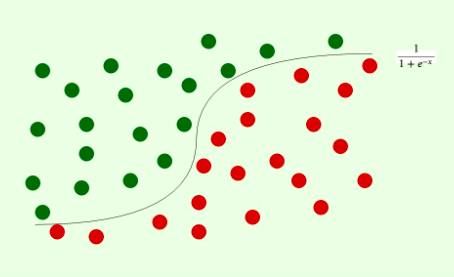 1
1 + e^{-x}